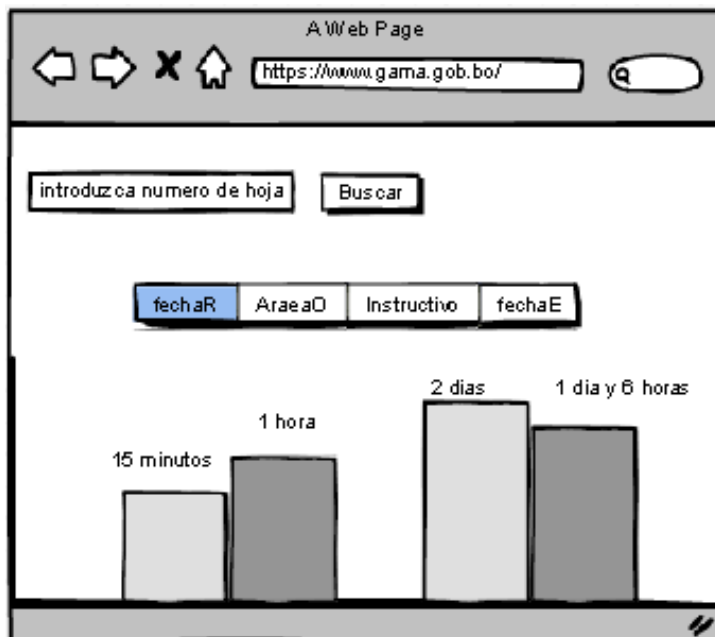 A Web Page
https://www.gama.gob.bo/
introduzca numero de hoja
Buscar
fechaR
AraeaO
Instructivo
fechaE
2 dias
1 dia y 6 horas
1 hora
15 minutos